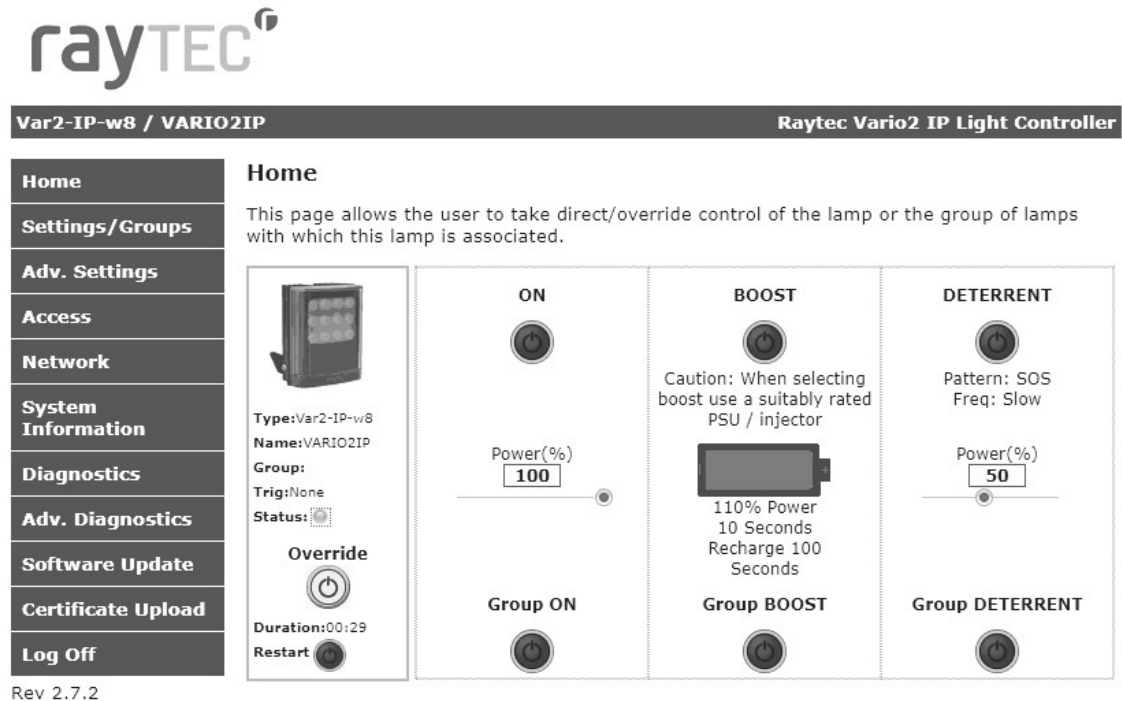 rayTEC
Var2-IP-w8 / VARIO2IP
Raytec Vario2 IP Light Controller
Home
Settings/Groups
Adv. Settings
Access
Network
System
Information
Diagnostics
Adv. Diagnostics
Software Update
Certificate Upload
Log Off
Rev 2.7.2
Home
This page allows the user to take direct/override control of the lamp or the group of lamps
with which this lamp is associated.
Type:Var2-IP-w8
Name:VARIO2IP
Group:
Trig:None
Status:
Override
Duration:00:29
Restart
ON
Power(%)
100
Group ON
BOOST
Caution: When selecting
boost use a suitably rated
PSU / injector
110% Power
10 Seconds
Recharge 100
Seconds
Group BOOST
DETERRENT
Pattern: SOS
Freq: Slow
Power(%)
50
Group DETERRENT